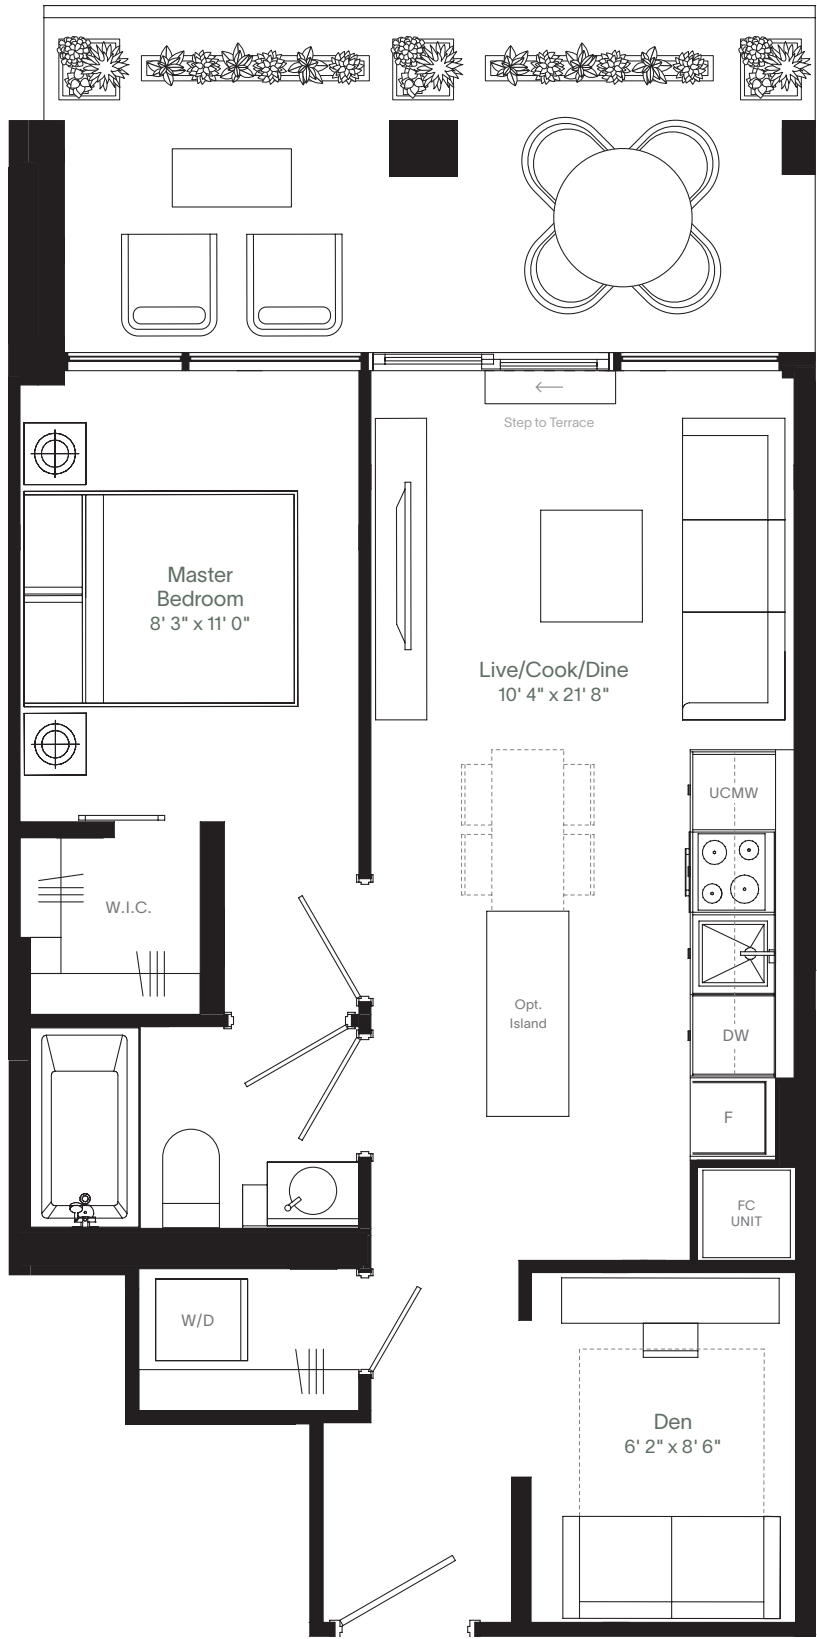 Step to Terrace
Master
Bedroom
8' 3" x 11' 0"
Live/Cook/Dine
10' 4" x 21' 8"
UCMW
W.I.C.
Opt.
Island
DW
F
FC
UNIT
W/D
Den
6' 2" x 8' 6"